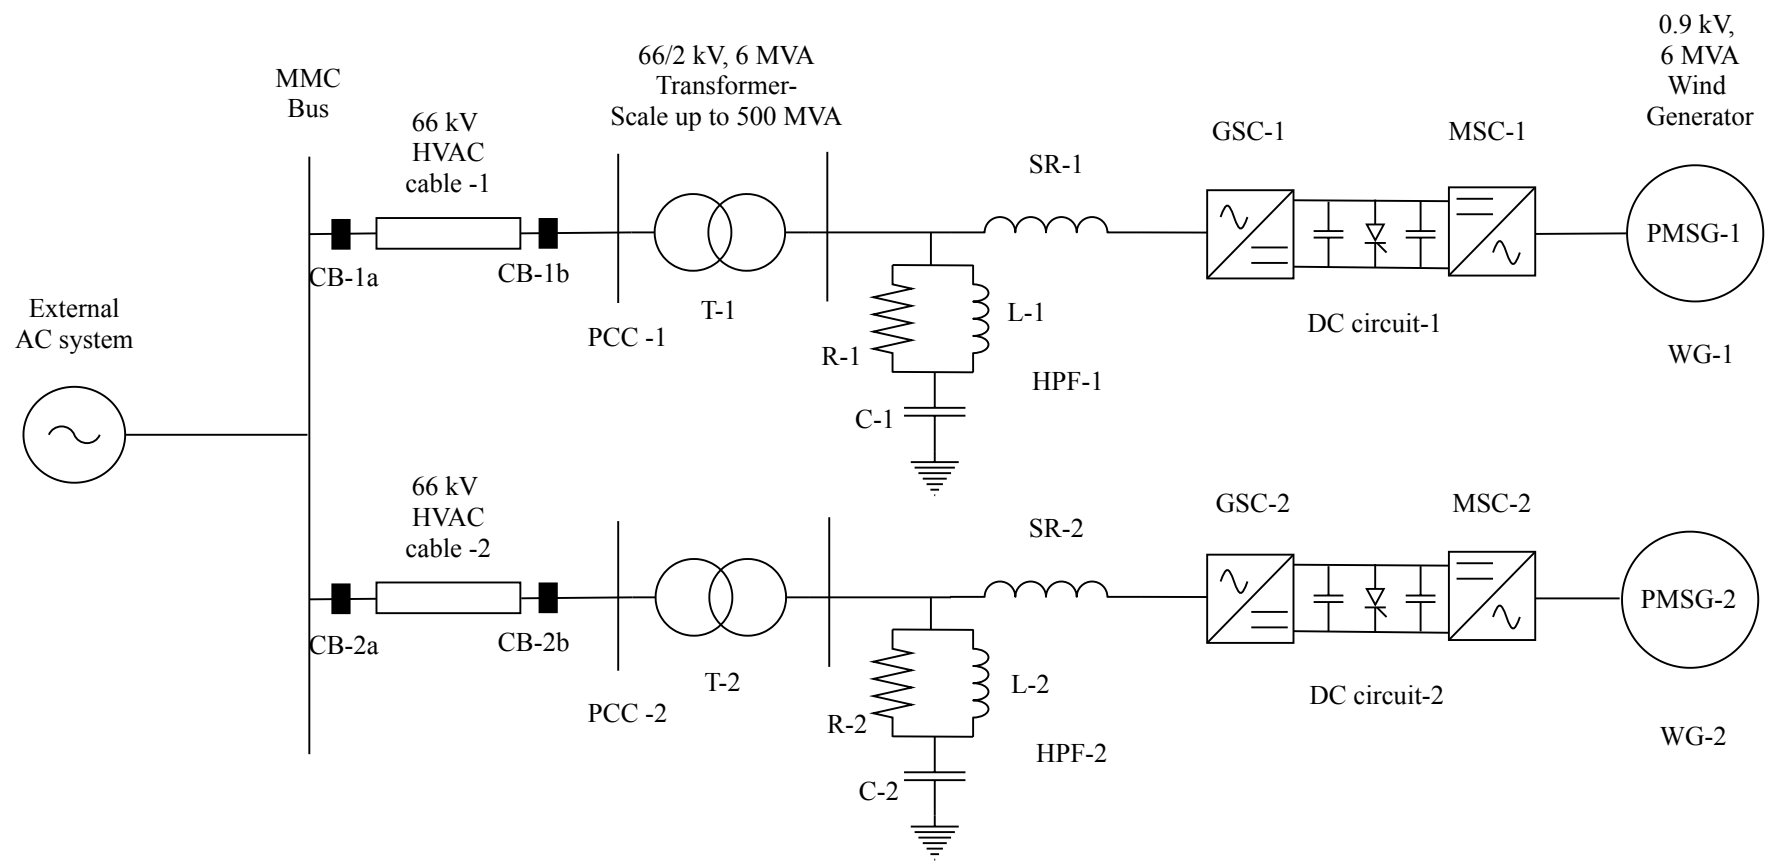 0.9 kV,
6 MVA
Wind
Generator
66/2 kV, 6 MVA
Transformer-
Scale up to 500 MVA
MMC
Bus
66 kV
HVAC
cable -1
GSC-1
MSC-1
SR-1
PMSG-1
CB-1a
CB-1b
External
AC system
T-1
L-1
PCC -1
R-1
DC circuit-1
WG-1
HPF-1
C-1
66 kV
HVAC
cable -2
GSC-2
MSC-2
SR-2
PMSG-2
CB-2a
CB-2b
T-2
L-2
PCC -2
R-2
DC circuit-2
WG-2
HPF-2
C-2